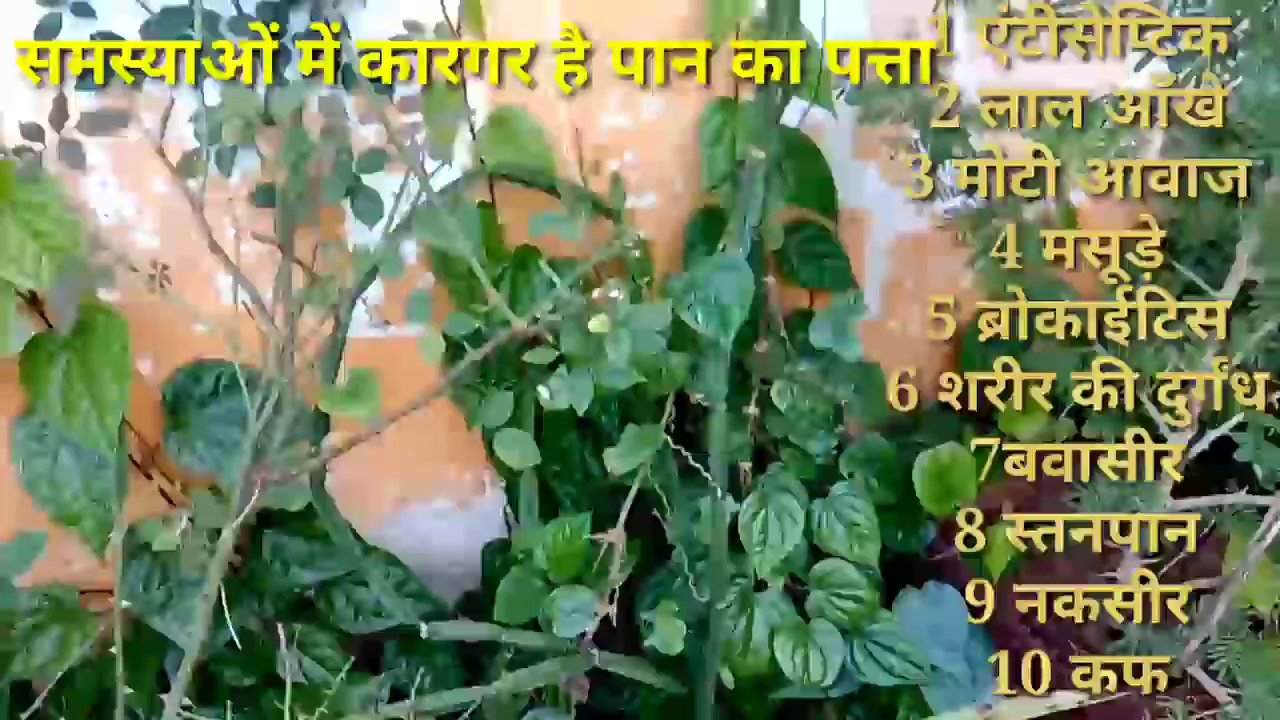 समस्याओं में कारगर है पान का पत्ता
1 एंटीसेप्टिक
2 लाल आँखें
3 मोटी आवाज
4 मसूड़े
5 ब्रोकाईटिस
6 शरीर की दुर्गंध
7बवासीर
8 स्तनपान
9 नकसीर
10 कफ